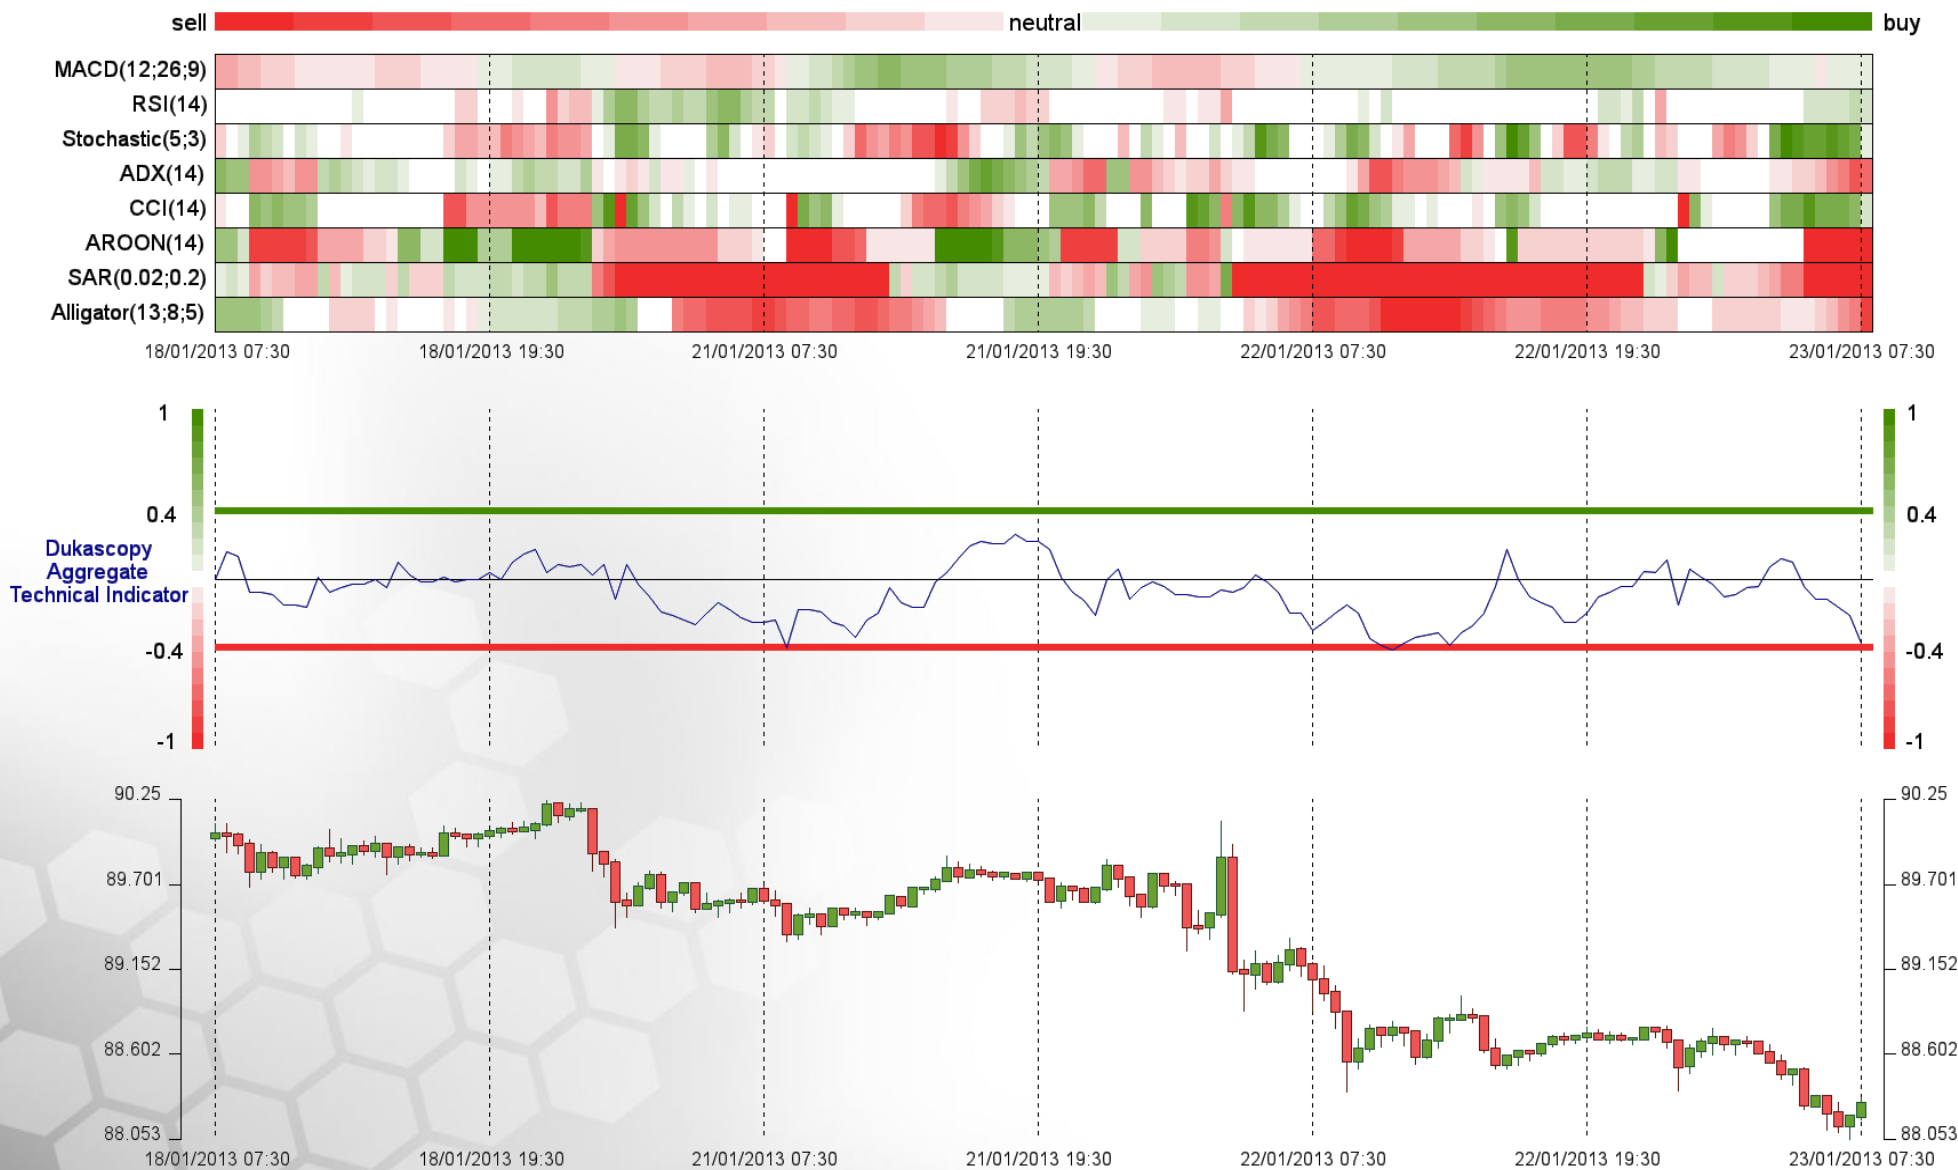 sell neutral buy
MACD(12;26;9)
RSI(14)
Stochastic(5;3)
ADX(14)
CCI(14)
AROON(14)
SAR(0.02;0.2)
Alligator(13;8;5)
18/01/2013 07:30 18/01/2013 19:30 21/01/2013 07:30 21/01/2013 19:30 22/01/2013 07:30 22/01/2013 19:30 23/01/2013 07:30
1 1
0.4 0.4
Dukascopy
Aggregate
Technical Indicator
-0.4 -0.4
-1 -1
90.25 90.25
89.701 89.701
89.152 89.152
88.602 88.602
88.053 88.053
18/01/2013 07:30 18/01/2013 19:30 21/01/2013 07:30 21/01/2013 19:30 22/01/2013 07:30 22/01/2013 19:30 23/01/2013 07:30